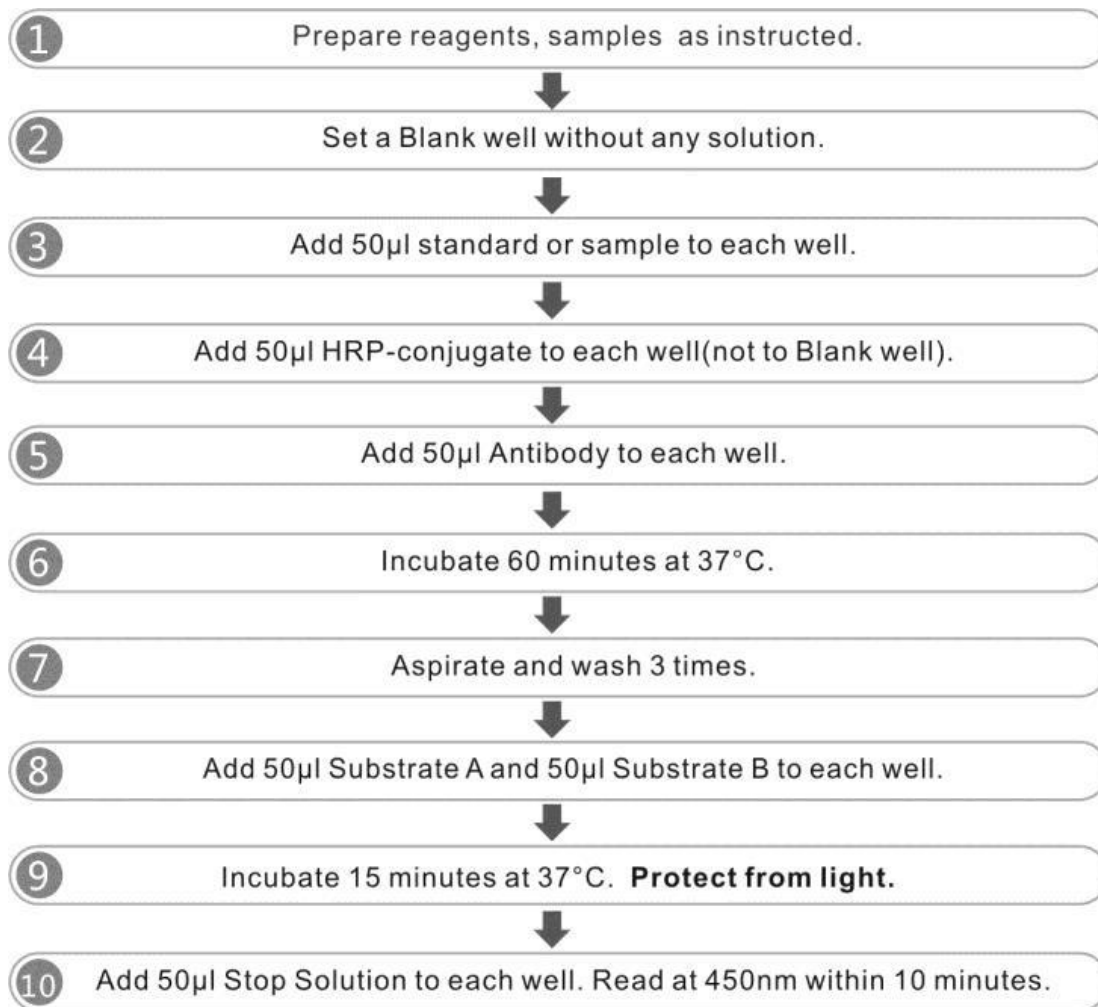 1 Prepare reagents, samples as instructed.
2 Set a Blank well without any solution.
3 Add 50µl standard or sample to each well.
4 Add 50µl HRP-conjugate to each well(not to Blank well).
5 Add 50µl Antibody to each well.
6 Incubate 60 minutes at 37°C.
7 Aspirate and wash 3 times.
8 Add 50µl Substrate A and 50µl Substrate B to each well.
9 Incubate 15 minutes at 37°C. Protect from light.
10 Add 50µl Stop Solution to each well. Read at 450nm within 10 minutes.